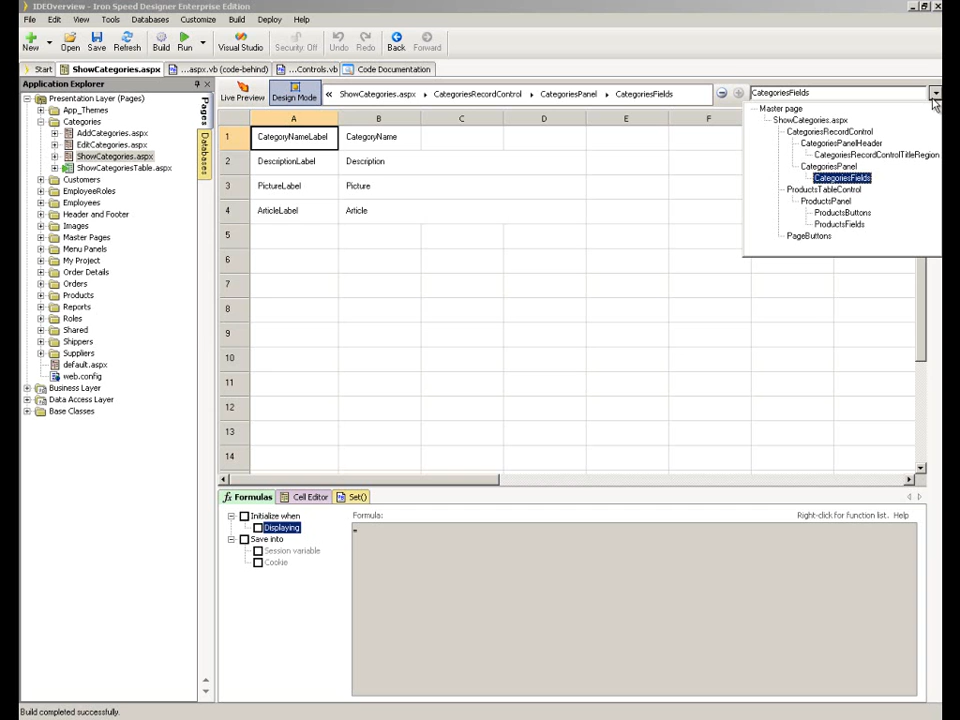 IDEOverview - Iron Speed Designer Enterprise Edition
File Edit View Tools Databases Customize Build Deploy Help
New Open Save Refresh Build Run Visual Studio Security: Off Undo Redo Back Forward
Start ShowCategories.aspx ...aspx.vb (code-behind) ...Controls.vb Code Documentation
Application Explorer
Presentation Layer (Pages)
App_Themes
Categories
AddCategories.aspx
EditCategories.aspx
ShowCategories.aspx
ShowCategoriesTable.aspx
Customers
EmployeeRoles
Employees
Header and Footer
Images
Master Pages
Menu Panels
My Project
Order Details
Orders
Products
Reports
Roles
Shared
Shippers
Suppliers
default.aspx
web.config
Business Layer
Data Access Layer
Base Classes
Pages
Databases
Live Preview Design Mode « ShowCategories.aspx CategoriesRecordControl CategoriesPanel CategoriesFields
CategoriesFields
Master page
ShowCategories.aspx
CategoriesRecordControl
CategoriesPanelHeader
CategoriesRecordControlTitleRegion
CategoriesPanel
CategoriesFields
ProductsTableControl
ProductsPanel
ProductsButtons
ProductsFields
PageButtons
A B C D E F
1 CategoryNameLabel CategoryName
2 DescriptionLabel Description
3 PictureLabel Picture
4 ArticleLabel Article
5
6
7
8
9
10
11
12
13
14
fx Formulas Cell Editor Set()
Initialize when
Displaying
Save into
Session variable
Cookie
Formula: Right-click for function list. Help
=
Build completed successfully.